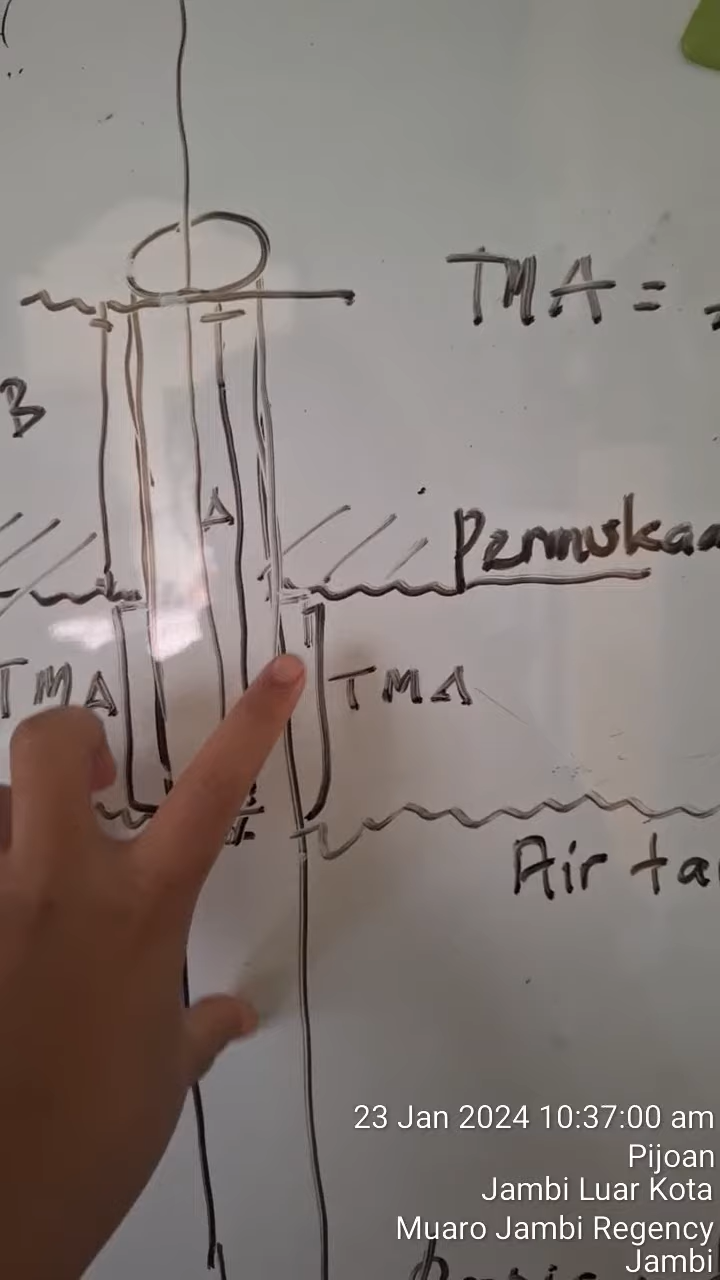 TMA =
B
A
Permukaa
TMA
TMA
Air ta
23 Jan 2024 10:37:00 am
Pijoan
Jambi Luar Kota
Muaro Jambi Regency
Jambi